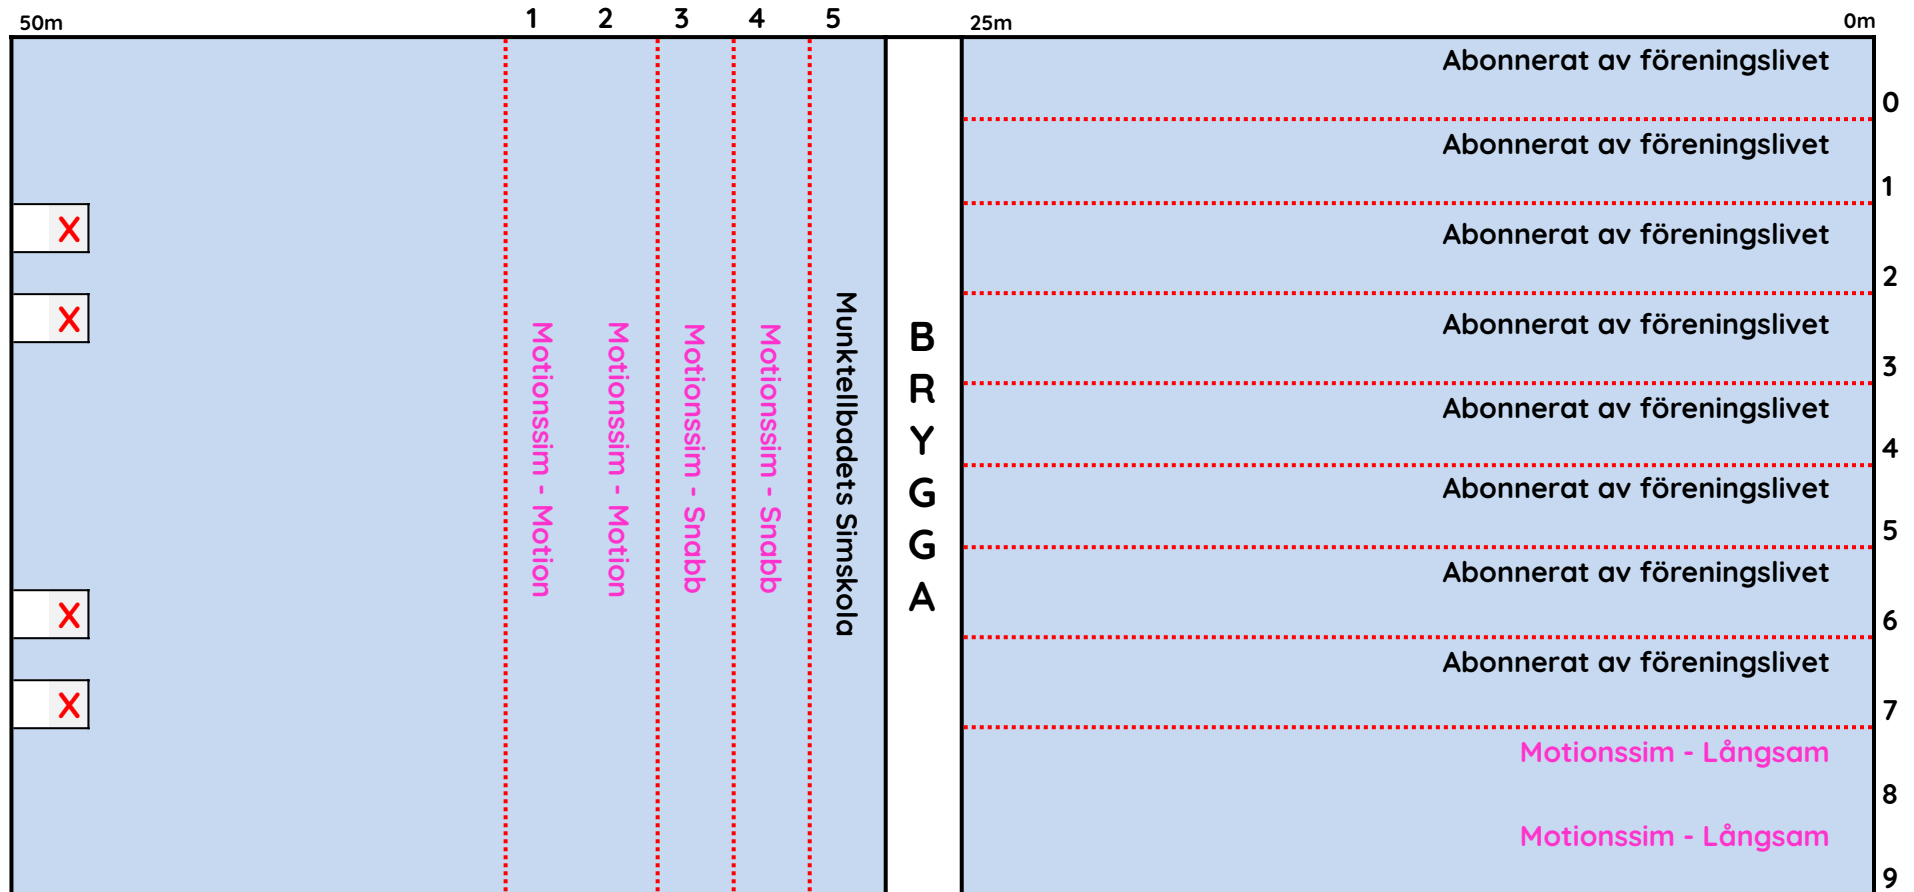 50m
1 2 3 4 5
25m
0m
Motionssim - Motion
Motionssim - Motion
Motionssim - Snabb
Motionssim - Snabb
Munktellbadets Simskola
BRYGGA
Abonnerat av föreningslivet
0
Abonnerat av föreningslivet
1
Abonnerat av föreningslivet
2
Abonnerat av föreningslivet
3
Abonnerat av föreningslivet
4
Abonnerat av föreningslivet
5
Abonnerat av föreningslivet
6
Abonnerat av föreningslivet
7
Motionssim - Långsam
8
Motionssim - Långsam
9
X
X
X
X